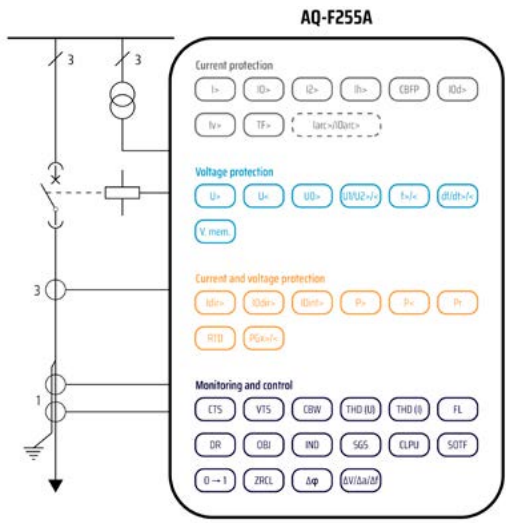 AQ-F255A
3 3
Current protection
I> I0> I2> Ih> CBFP I0d>
Iv> TF> Iarc>/I0arc>
Voltage protection
U> U< U0> U1/U2>/< f>/< df/dt>/<
V. mem.
Current and voltage protection
3 Idir> I0dir> I0int> P> P< Pr
RTD PGx>/<
Monitoring and control
1 CTS VTS CBW THD (U) THD (I) FL
DR OBJ IND SGS CLPU SOTF
0→1 ZRCL Δφ ΔV/Δa/Δf